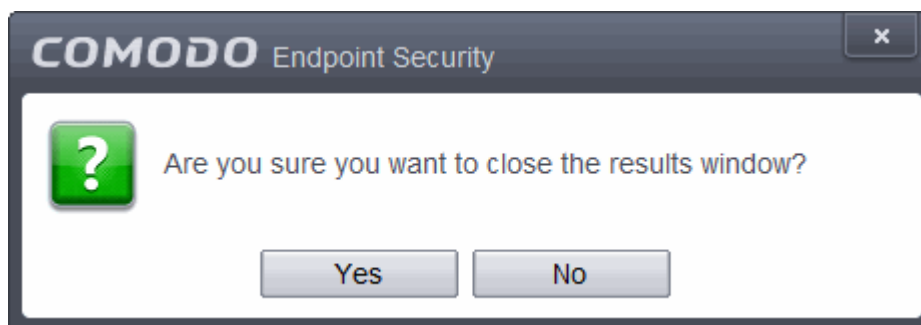 COMODO Endpoint Security
Are you sure you want to close the results window?
Yes No